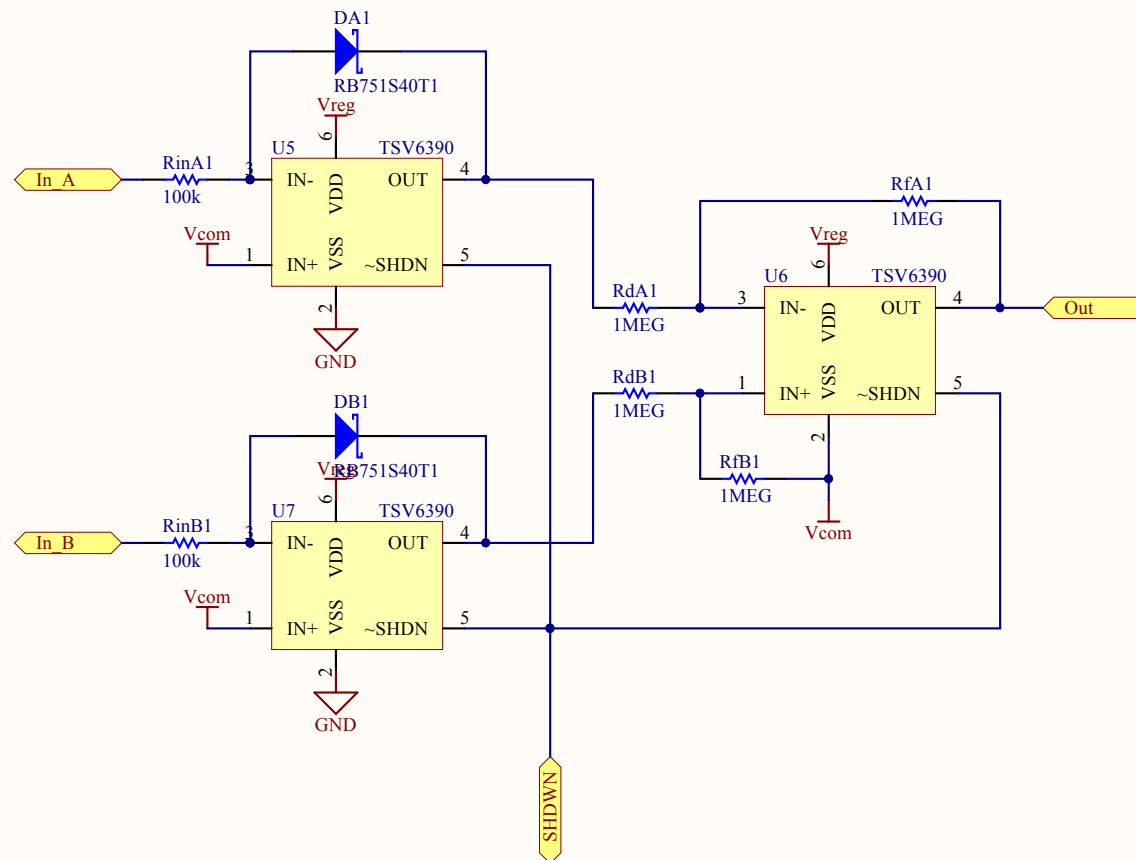 DA1
RB751S40T1
Vreg
6
U5
TSV6390
In_A
RinA1
100k
3
IN-
VDD
OUT
4
Vcom
1
IN+
VSS
~SHDN
5
2
GND
RfA1
1MEG
Vreg
6
U6
TSV6390
RdA1
1MEG
3
IN-
VDD
OUT
4
Out
RdB1
1MEG
1
IN+
VSS
~SHDN
5
2
RfB1
1MEG
Vcom
DB1
RB751S40T1
Vreg
6
U7
TSV6390
In_B
RinB1
100k
3
IN-
VDD
OUT
4
Vcom
1
IN+
VSS
~SHDN
5
2
GND
SHDWN